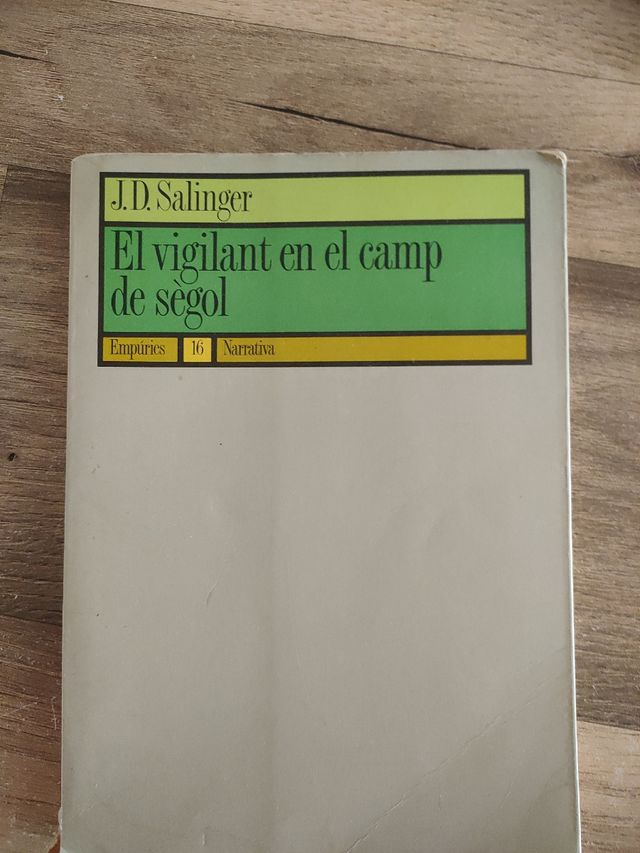 J. D. Salinger
El vigilant en el camp
de sègol
Empúries 16 Narrativa